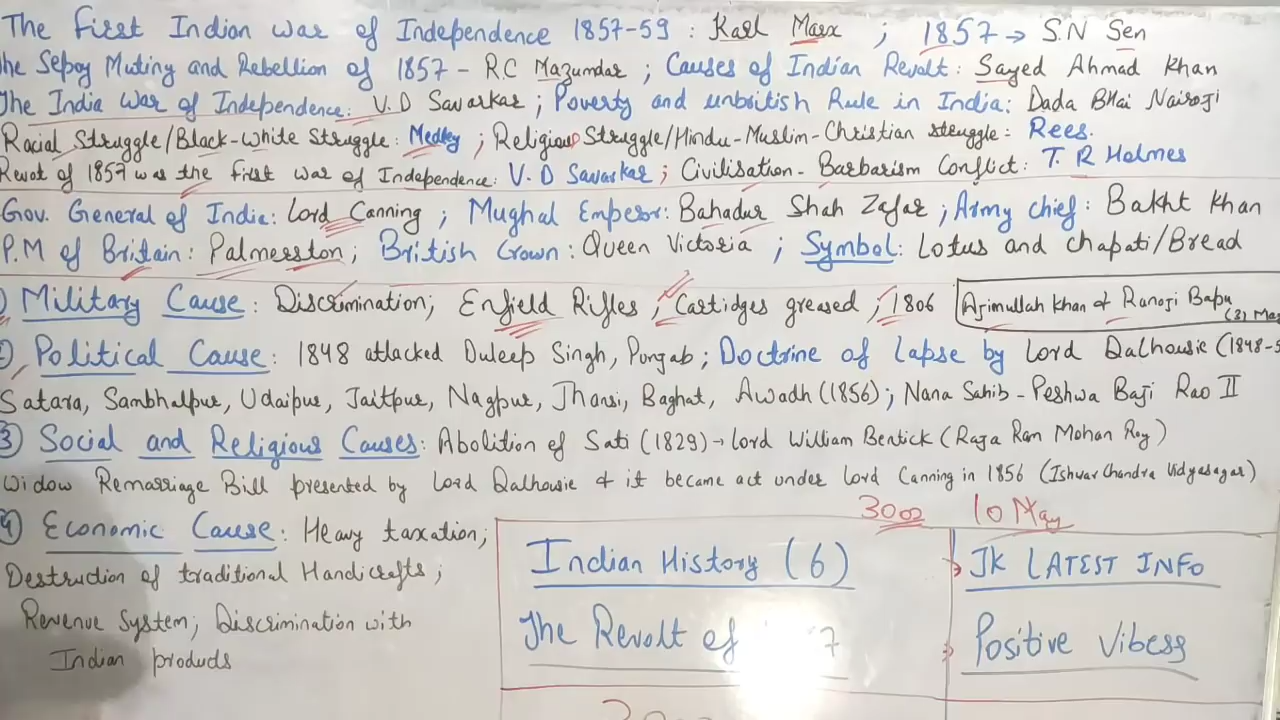 The First Indian War of Independence 1857-59 : Karl Marx ; 1857 → S.N Sen
he Sepoy Mutiny and Rebellion of 1857 - R.C Mazumdar ; Causes of Indian Revolt : Sayed Ahmad Khan
The India War of Independence : V.D Savarkar ; Poverty and unbritish Rule in India : Dada Bhai Nairoji
Racial Struggle/Black-White Struggle : Medley ; Religious Struggle/Hindu-Muslim-Christian struggle : Rees.
Revot of 1857 was the First War of Independence : V.D Savarkar ; Civilisation - Barbarism Conflict : T. R Holmes
Gov. General of India : Lord Canning ; Mughal Emperor : Bahadur Shah Zafar ; Army chief : Bakht Khan
P.M of Britain : Palmerston ; British Crown : Queen Victoria ; Symbol : Lotus and Chapati/Bread
Military Cause : Discrimination ; Enfield Rifles , Castidges greased ; 1806
Ajimullah Khan & Ranoji Bapu
Political Cause : 1848 attacked Duleep Singh, Punjab ; Doctrine of lapse by Lord Dalhousie (1848-5
Satara, Sambhalpur, Udaipur, Jaitpur, Nagpur, Jhansi, Baghat, Awadh (1856) ; Nana Sahib - Peshwa Baji Rao II
③ Social and Religious Causes : Abolition of Sati (1829) → Lord William Bentick (Raja Ram Mohan Roy)
Widow Remarriage Bill presented by Lord Dalhousie & it became act under Lord Canning in 1856 (Ishwar Chandra Vidyasagar)
④ Economic Cause : Heavy taxation ;
Destruction of traditional Handicrafts ;
Revenue System ; Discrimination with
Indian products
10 May
Indian History (6)
The Revolt of 7
JK LATEST INFO
Positive Vibess